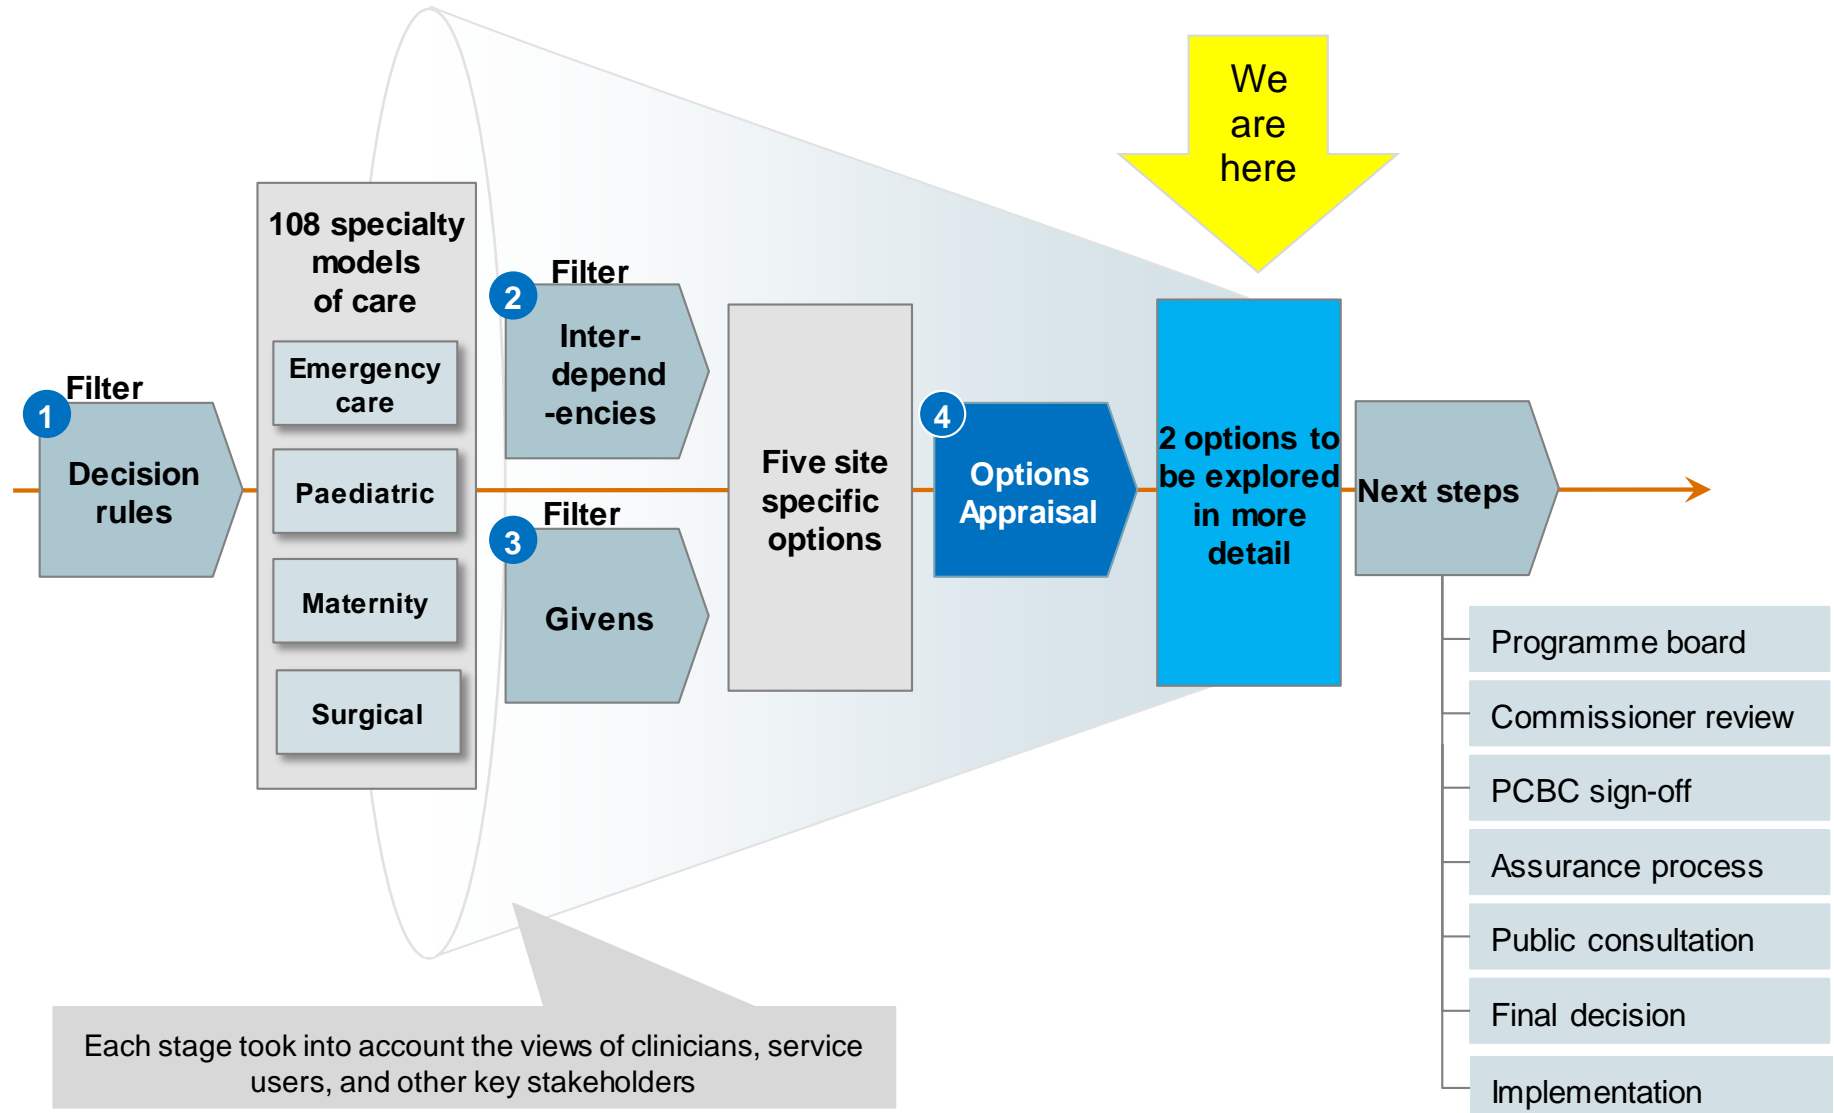 We
are
here
108 specialty
models
of care
Emergency
care
Paediatric
Maternity
Surgical
Filter
1
Decision
rules
Filter
2
Inter-
depend
-encies
Filter
3
Givens
Five site
specific
options
4
Options
Appraisal
2 options to
be explored
in more
detail
Next steps
Programme board
Commissioner review
PCBC sign-off
Assurance process
Public consultation
Final decision
Implementation
Each stage took into account the views of clinicians, service
users, and other key stakeholders